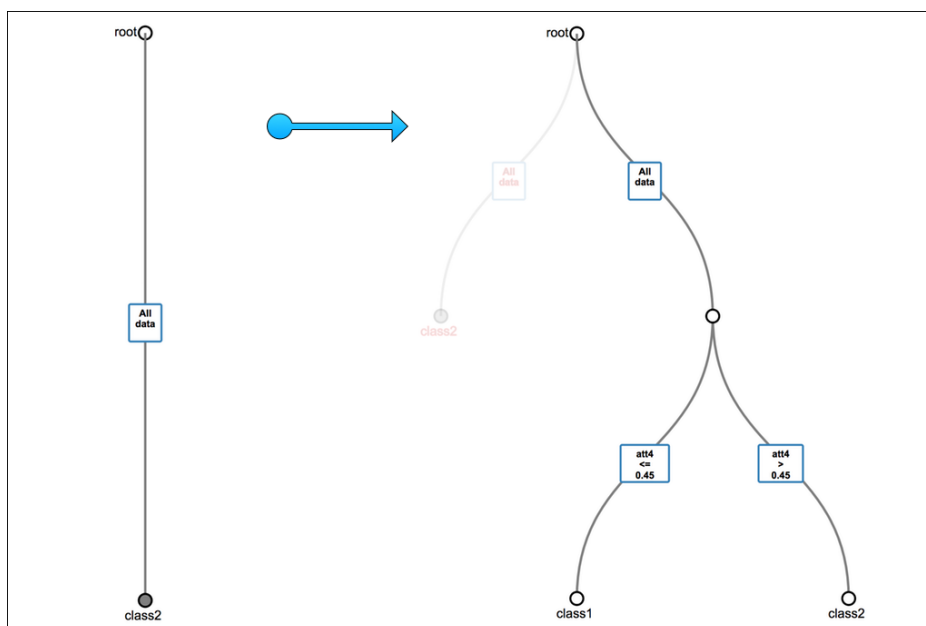 root
All
data
class2
root
All
data
class2
All
data
att4
<=
0.45
att4
>
0.45
class1
class2